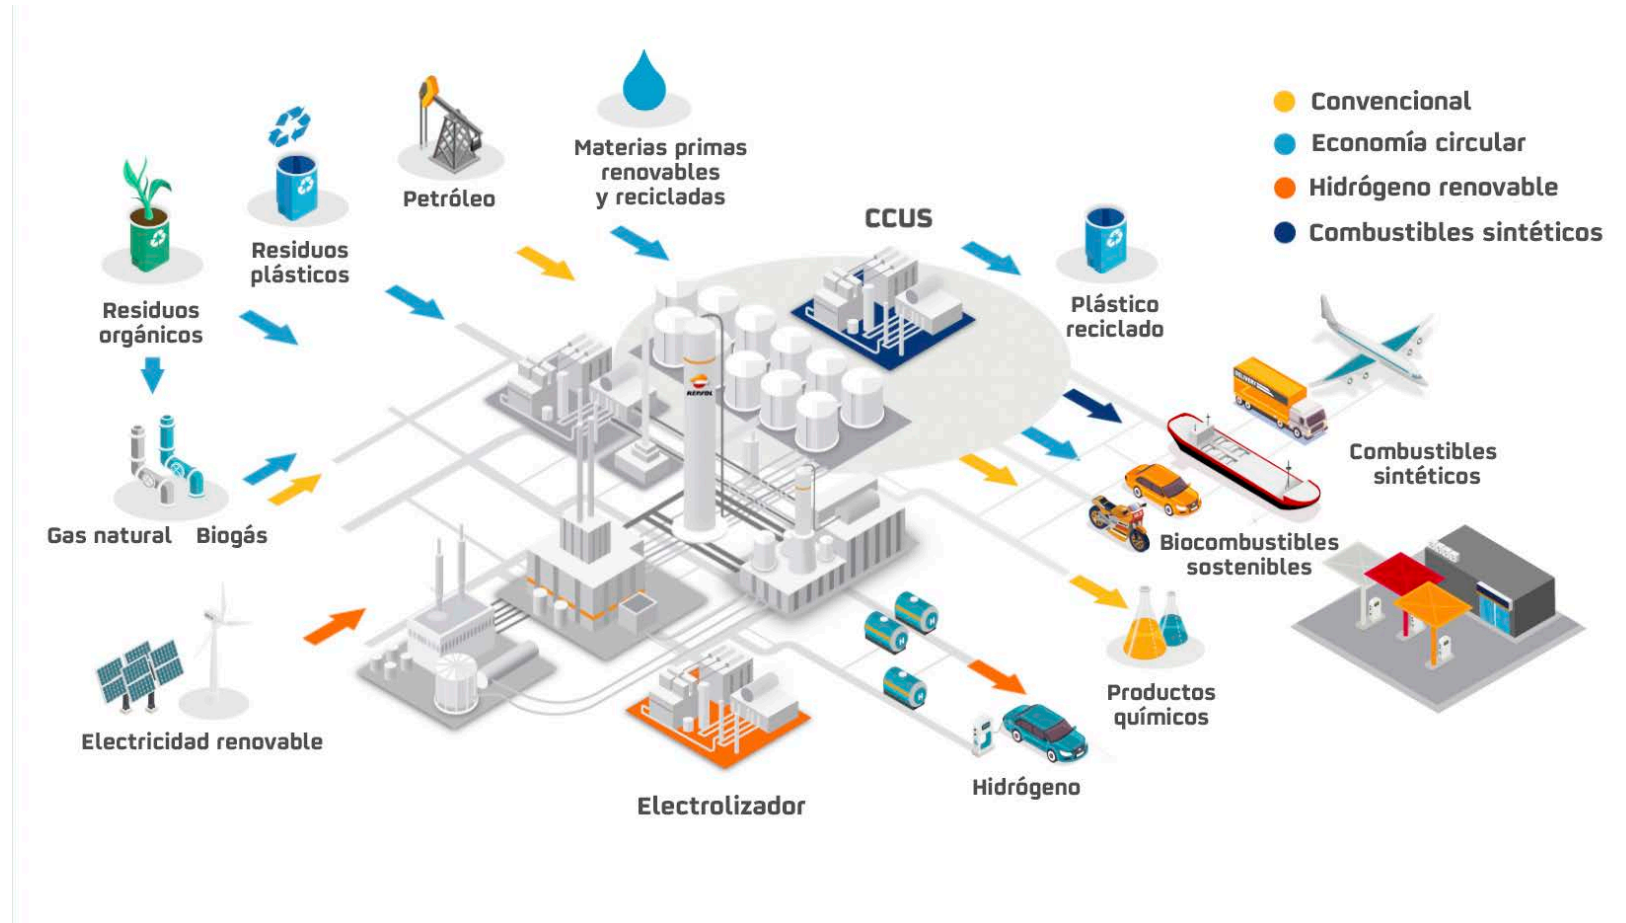 Convencional
Economía circular
Hidrógeno renovable
Combustibles sintéticos
Materias primas
renovables
y recicladas
Petróleo
Residuos
plásticos
Residuos
orgánicos
CCUS
Plástico
reciclado
REPSOL
Combustibles
sintéticos
Gas natural
Biogás
Biocombustibles
sostenibles
H
H
H
Electricidad renovable
Productos
químicos
Hidrógeno
Electrolizador